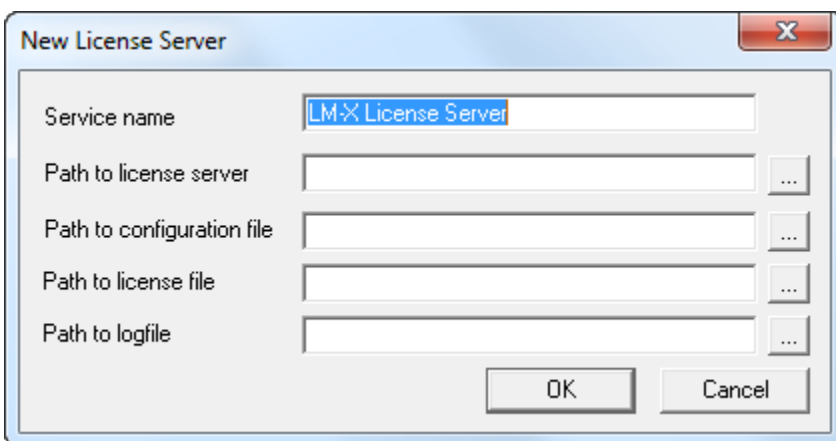 New License Server
Service name
LM-X License Server
Path to license server
...
Path to configuration file
...
Path to license file
...
Path to logfile
...
OK
Cancel